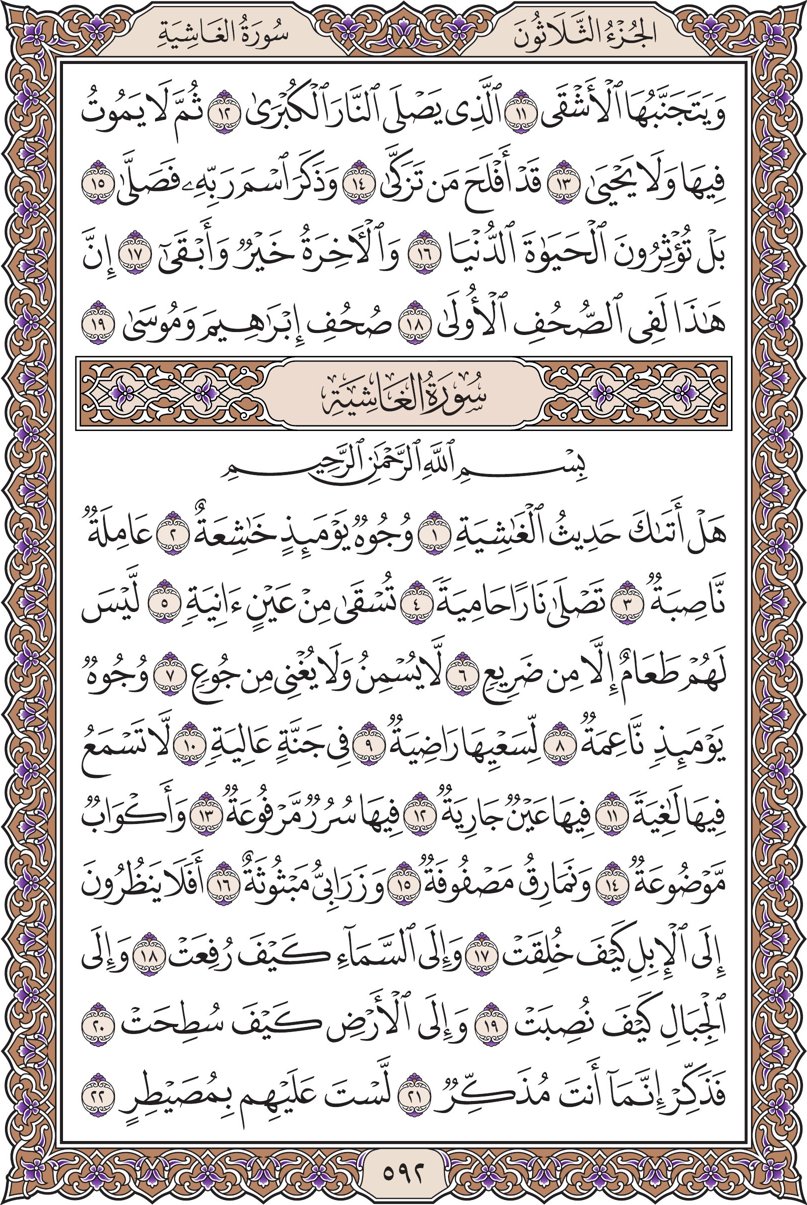 الجُزْءُ الثَّلَاثُونَ
سُورَةُ الغَاشِيَةِ
وَيَتَجَنَّبُهَا ٱلْأَشْقَى ١١ ٱلَّذِى يَصْلَى ٱلنَّارَ ٱلْكُبْرَىٰ ١٢ ثُمَّ لَا يَمُوتُ
فِيهَا وَلَا يَحْيَىٰ ١٣ قَدْ أَفْلَحَ مَن تَزَكَّىٰ ١٤ وَذَكَرَ ٱسْمَ رَبِّهِۦ فَصَلَّىٰ ١٥
بَلْ تُؤْثِرُونَ ٱلْحَيَوٰةَ ٱلدُّنْيَا ١٦ وَٱلْأَخِرَةُ خَيْرٌ وَأَبْقَىٰٓ ١٧ إِنَّ
هَٰذَا لَفِى ٱلصُّحُفِ ٱلْأُولَىٰ ١٨ صُحُفِ إِبْرَٰهِيمَ وَمُوسَىٰ ١٩
سُورَةُ الغَاشِيَةِ
بِسْمِ ٱللَّهِ ٱلرَّحْمَٰنِ ٱلرَّحِيمِ
هَلْ أَتَىٰكَ حَدِيثُ ٱلْغَٰشِيَةِ ١ وُجُوهٌ يَوْمَئِذٍ خَٰشِعَةٌ ٢ عَامِلَةٌ
نَّاصِبَةٌ ٣ تَصْلَىٰ نَارًا حَامِيَةً ٤ تُسْقَىٰ مِنْ عَيْنٍ ءَانِيَةٍ ٥ لَّيْسَ
لَهُمْ طَعَامٌ إِلَّا مِن ضَرِيعٍ ٦ لَّا يُسْمِنُ وَلَا يُغْنِى مِن جُوعٍ ٧ وُجُوهٌ
يَوْمَئِذٍ نَّاعِمَةٌ ٨ لِّسَعْيِهَا رَاضِيَةٌ ٩ فِى جَنَّةٍ عَالِيَةٍ ١٠ لَّا تَسْمَعُ
فِيهَا لَٰغِيَةً ١١ فِيهَا عَيْنٌ جَارِيَةٌ ١٢ فِيهَا سُرُرٌ مَّرْفُوعَةٌ ١٣ وَأَكْوَابٌ
مَّوْضُوعَةٌ ١٤ وَنَمَارِقُ مَصْفُوفَةٌ ١٥ وَزَرَابِىُّ مَبْثُوثَةٌ ١٦ أَفَلَا يَنظُرُونَ
إِلَى ٱلْإِبِلِ كَيْفَ خُلِقَتْ ١٧ وَإِلَى ٱلسَّمَآءِ كَيْفَ رُفِعَتْ ١٨ وَإِلَى
ٱلْجِبَالِ كَيْفَ نُصِبَتْ ١٩ وَإِلَى ٱلْأَرْضِ كَيْفَ سُطِحَتْ ٢٠
فَذَكِّرْ إِنَّمَآ أَنتَ مُذَكِّرٌ ٢١ لَّسْتَ عَلَيْهِم بِمُصَيْطِرٍ ٢٢
٥٩٢